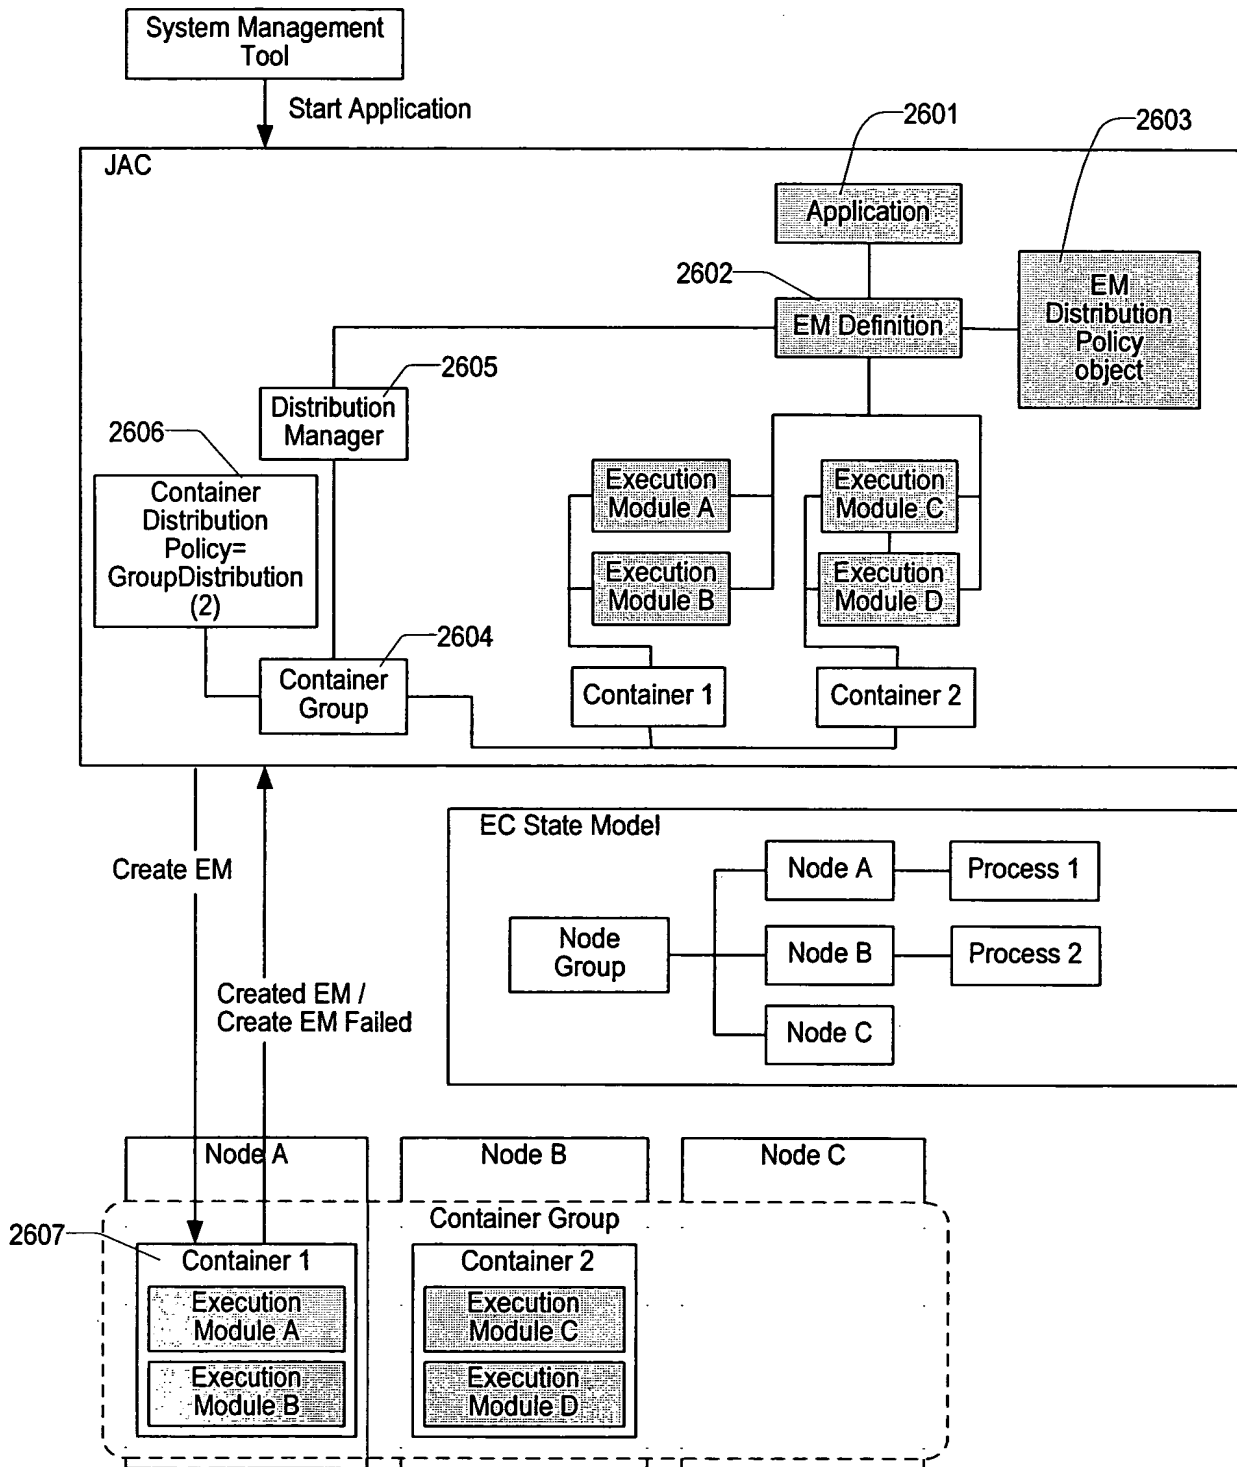 System Management
Tool
Start Application
2601
2603
JAC
Application
2602
EM
Distribution
Policy
object
EM Definition
2605
Distribution
Manager
2606
Container
Distribution
Policy=
GroupDistribution
(2)
Execution
Module A
Execution
Module C
Execution
Module B
Execution
Module D
2604
Container
Group
Container 1
Container 2
EC State Model
Create EM
Node A
Process 1
Node
Group
Node B
Process 2
Created EM /
Create EM Failed
Node C
Node A
Node B
Node C
Container Group
2607
Container 1
Container 2
Execution
Module A
Execution
Module C
Execution
Module B
Execution
Module D